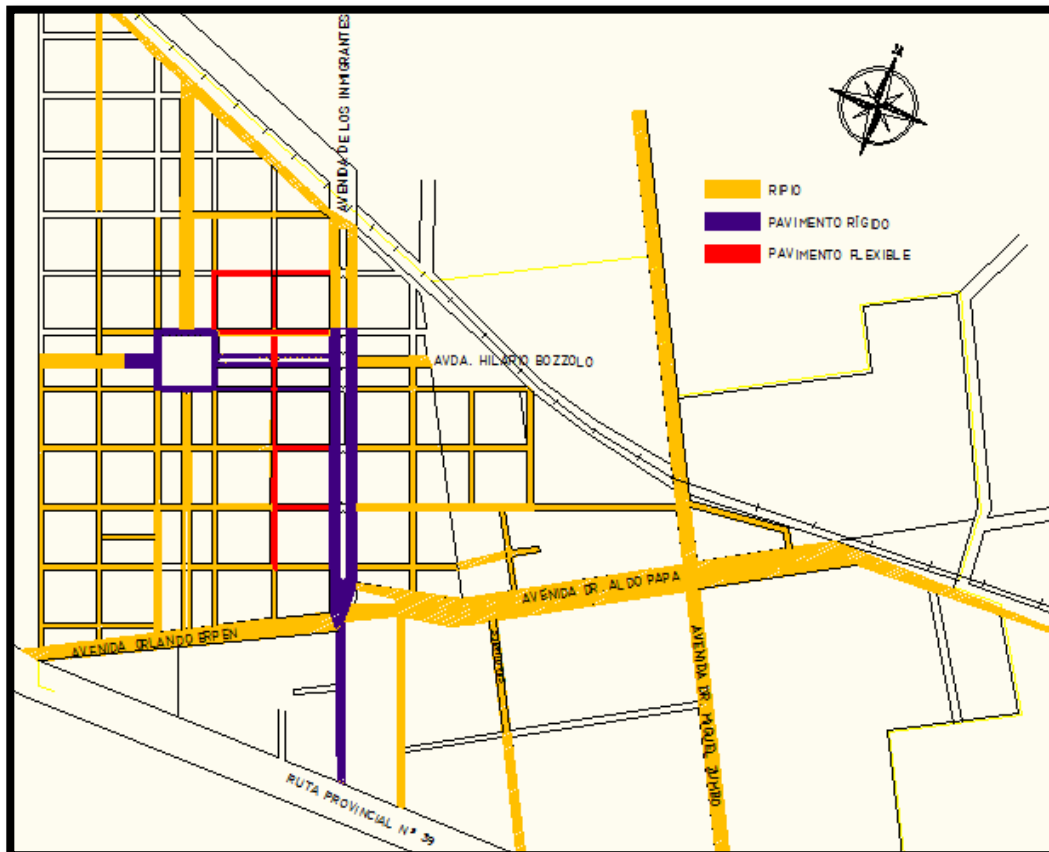 AVENIDA DE LOS INMIGRANTES
N
RIPIO
PAVIMENTO RÍGIDO
PAVIMENTO FLEXIBLE
AVDA. HILARIO BOZZOLO
AVENIDA DR. ALDO PAPA
AVENIDA ORLANDO ERPEN
AVENIDA DR. MIGUEL
RUTA PROVINCIAL Nº 39